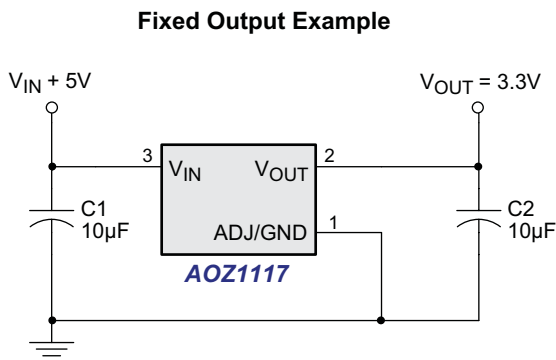 Fixed Output Example
VIN + 5V
VOUT = 3.3V
3
VIN
VOUT
2
C1
10µF
ADJ/GND
1
C2
10µF
AOZ1117